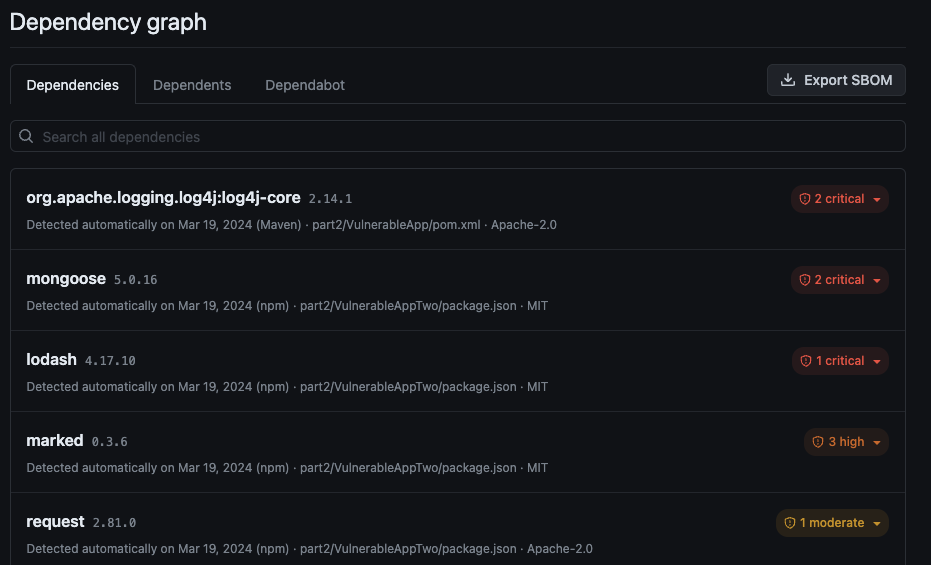 Dependency graph
Dependencies Dependents Dependabot Export SBOM
Search all dependencies
org.apache.logging.log4j:log4j-core 2.14.1 2 critical
Detected automatically on Mar 19, 2024 (Maven) · part2/VulnerableApp/pom.xml · Apache-2.0
mongoose 5.0.16 2 critical
Detected automatically on Mar 19, 2024 (npm) · part2/VulnerableAppTwo/package.json · MIT
lodash 4.17.10 1 critical
Detected automatically on Mar 19, 2024 (npm) · part2/VulnerableAppTwo/package.json · MIT
marked 0.3.6 3 high
Detected automatically on Mar 19, 2024 (npm) · part2/VulnerableAppTwo/package.json · MIT
request 2.81.0 1 moderate
Detected automatically on Mar 19, 2024 (npm) · part2/VulnerableAppTwo/package.json · Apache-2.0